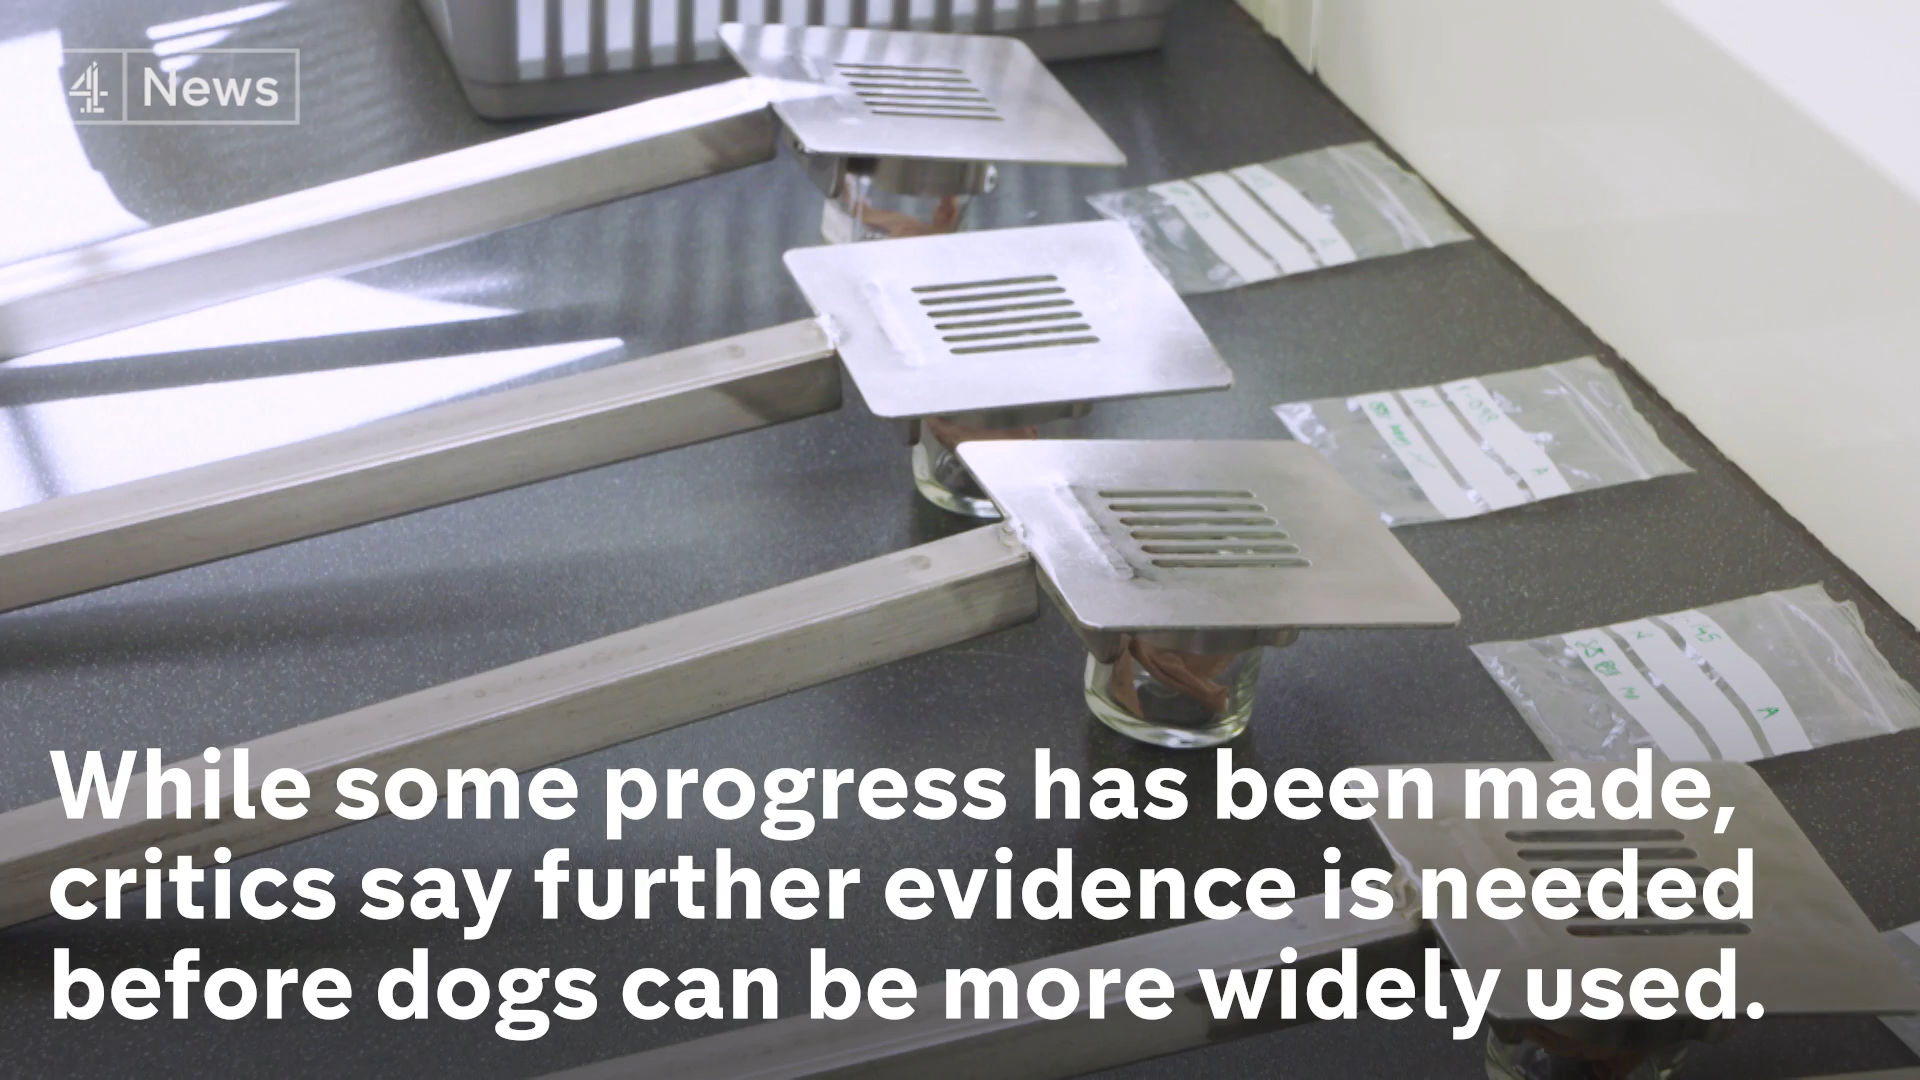 4 News
While some progress has been made,
critics say further evidence is needed
before dogs can be more widely used.